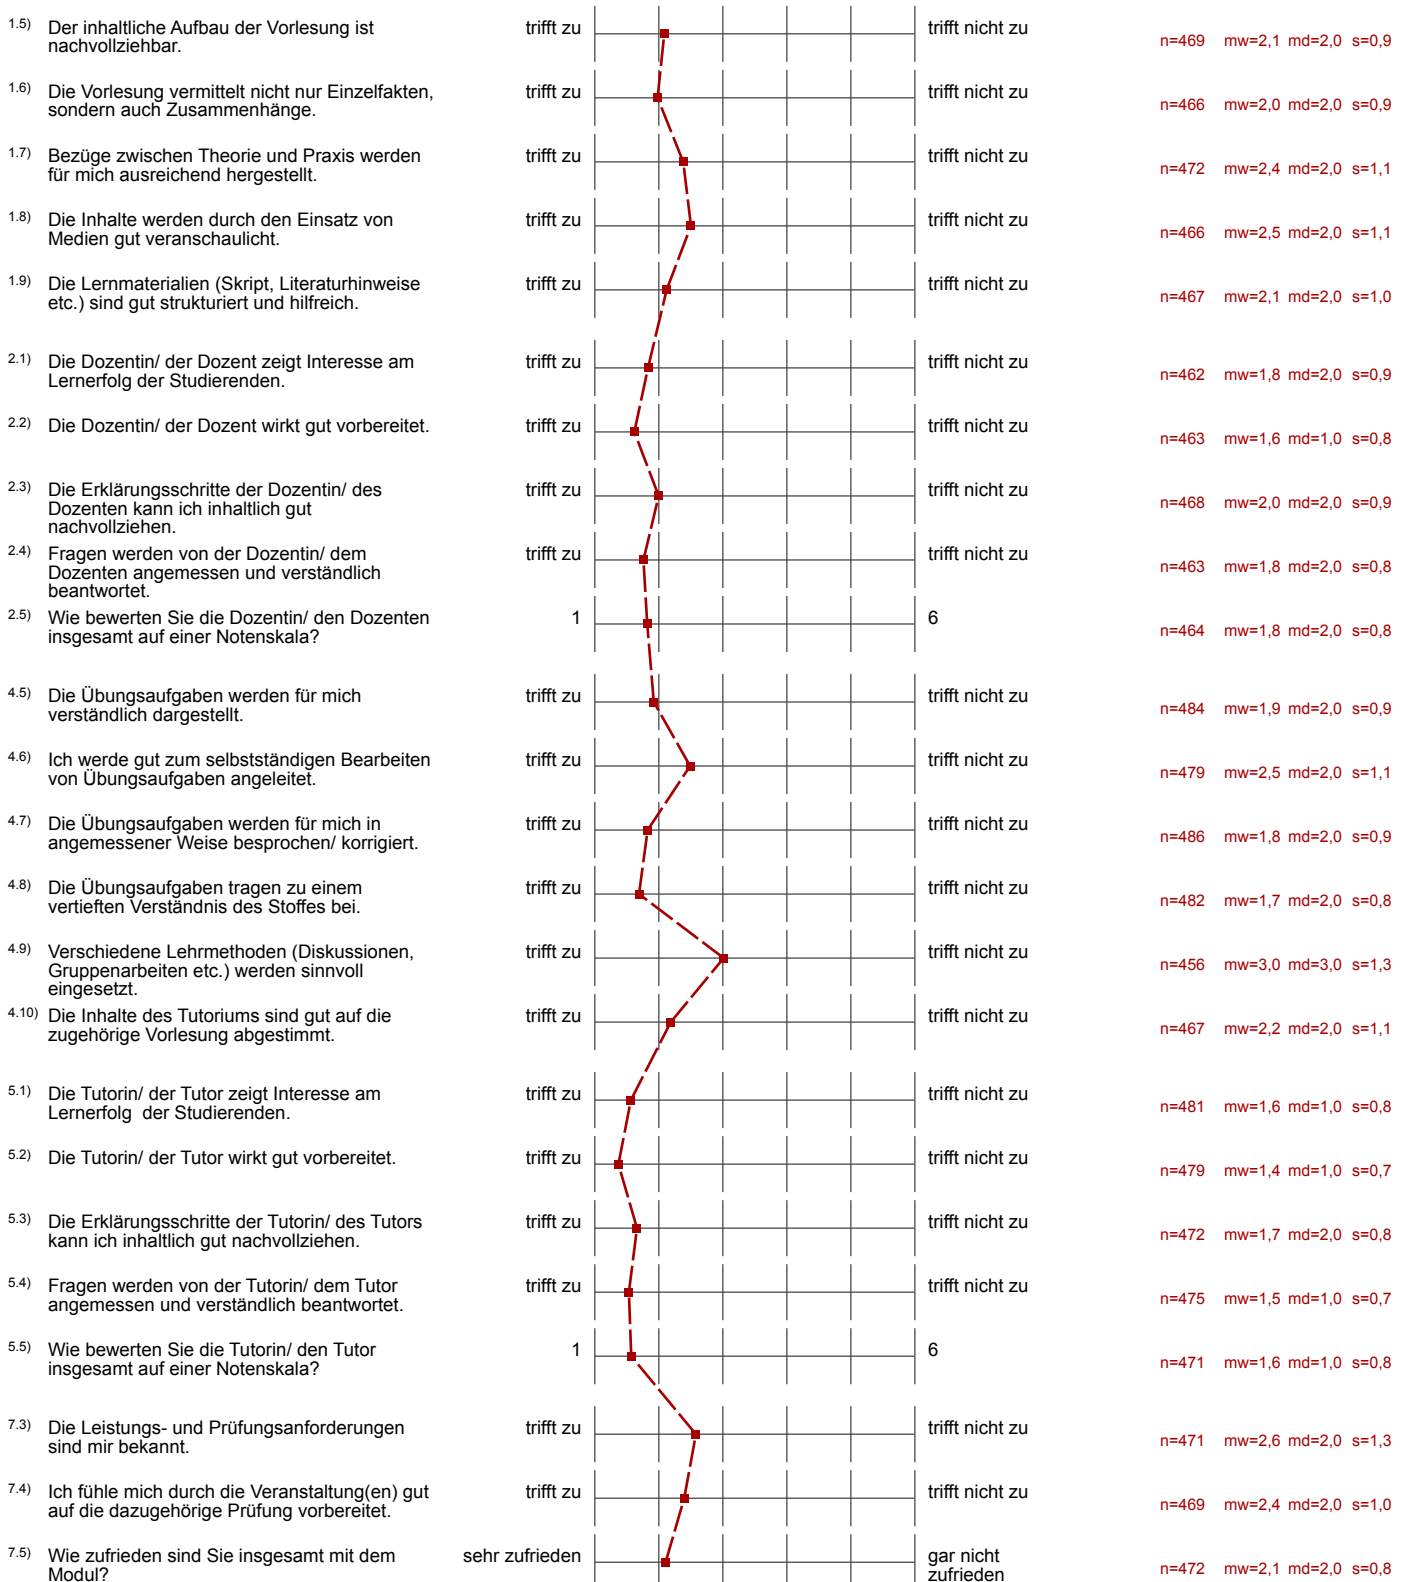 1.5) Der inhaltliche Aufbau der Vorlesung ist trifft zu trifft nicht zu
nachvollziehbar. n=469 mw=2,1 md=2,0 s=0,9
1.6) Die Vorlesung vermittelt nicht nur Einzelfakten, trifft zu trifft nicht zu
sondern auch Zusammenhänge. n=466 mw=2,0 md=2,0 s=0,9
1.7) Bezüge zwischen Theorie und Praxis werden trifft zu trifft nicht zu
für mich ausreichend hergestellt. n=472 mw=2,4 md=2,0 s=1,1
1.8) Die Inhalte werden durch den Einsatz von trifft zu trifft nicht zu
Medien gut veranschaulicht. n=466 mw=2,5 md=2,0 s=1,1
1.9) Die Lernmaterialien (Skript, Literaturhinweise trifft zu trifft nicht zu
etc.) sind gut strukturiert und hilfreich. n=467 mw=2,1 md=2,0 s=1,0
2.1) Die Dozentin/ der Dozent zeigt Interesse am trifft zu trifft nicht zu
Lernerfolg der Studierenden. n=462 mw=1,8 md=2,0 s=0,9
2.2) Die Dozentin/ der Dozent wirkt gut vorbereitet. trifft zu trifft nicht zu
n=463 mw=1,6 md=1,0 s=0,8
2.3) Die Erklärungsschritte der Dozentin/ des trifft zu trifft nicht zu
Dozenten kann ich inhaltlich gut n=468 mw=2,0 md=2,0 s=0,9
nachvollziehen.
2.4) Fragen werden von der Dozentin/ dem trifft zu trifft nicht zu
Dozenten angemessen und verständlich n=463 mw=1,8 md=2,0 s=0,8
beantwortet.
2.5) Wie bewerten Sie die Dozentin/ den Dozenten 1 6
insgesamt auf einer Notenskala? n=464 mw=1,8 md=2,0 s=0,8
4.5) Die Übungsaufgaben werden für mich trifft zu trifft nicht zu
verständlich dargestellt. n=484 mw=1,9 md=2,0 s=0,9
4.6) Ich werde gut zum selbstständigen Bearbeiten trifft zu trifft nicht zu
von Übungsaufgaben angeleitet. n=479 mw=2,5 md=2,0 s=1,1
4.7) Die Übungsaufgaben werden für mich in trifft zu trifft nicht zu
angemessener Weise besprochen/ korrigiert. n=486 mw=1,8 md=2,0 s=0,9
4.8) Die Übungsaufgaben tragen zu einem trifft zu trifft nicht zu
vertieften Verständnis des Stoffes bei. n=482 mw=1,7 md=2,0 s=0,8
4.9) Verschiedene Lehrmethoden (Diskussionen, trifft zu trifft nicht zu
Gruppenarbeiten etc.) werden sinnvoll n=456 mw=3,0 md=3,0 s=1,3
eingesetzt.
4.10) Die Inhalte des Tutoriums sind gut auf die trifft zu trifft nicht zu
zugehörige Vorlesung abgestimmt. n=467 mw=2,2 md=2,0 s=1,1
5.1) Die Tutorin/ der Tutor zeigt Interesse am trifft zu trifft nicht zu
Lernerfolg der Studierenden. n=481 mw=1,6 md=1,0 s=0,8
5.2) Die Tutorin/ der Tutor wirkt gut vorbereitet. trifft zu trifft nicht zu
n=479 mw=1,4 md=1,0 s=0,7
5.3) Die Erklärungsschritte der Tutorin/ des Tutors trifft zu trifft nicht zu
kann ich inhaltlich gut nachvollziehen. n=472 mw=1,7 md=2,0 s=0,8
5.4) Fragen werden von der Tutorin/ dem Tutor trifft zu trifft nicht zu
angemessen und verständlich beantwortet. n=475 mw=1,5 md=1,0 s=0,7
5.5) Wie bewerten Sie die Tutorin/ den Tutor 1 6
insgesamt auf einer Notenskala? n=471 mw=1,6 md=1,0 s=0,8
7.3) Die Leistungs- und Prüfungsanforderungen trifft zu trifft nicht zu
sind mir bekannt. n=471 mw=2,6 md=2,0 s=1,3
7.4) Ich fühle mich durch die Veranstaltung(en) gut trifft zu trifft nicht zu
auf die dazugehörige Prüfung vorbereitet. n=469 mw=2,4 md=2,0 s=1,0
7.5) Wie zufrieden sind Sie insgesamt mit dem sehr zufrieden gar nicht
Modul? zufrieden n=472 mw=2,1 md=2,0 s=0,8